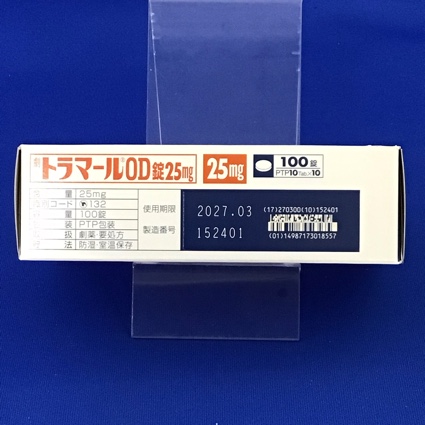 トラマール®OD錠25mg
25mg
100錠
PTP10Tab.×10
量 25mg
コード 132
量 100錠
装 PTP包装
扱 劇薬 要処方
法 防湿 室温保存
使用期限 2027.03
製造番号 152401
(17)270300(10)152401
(01)14987173018557